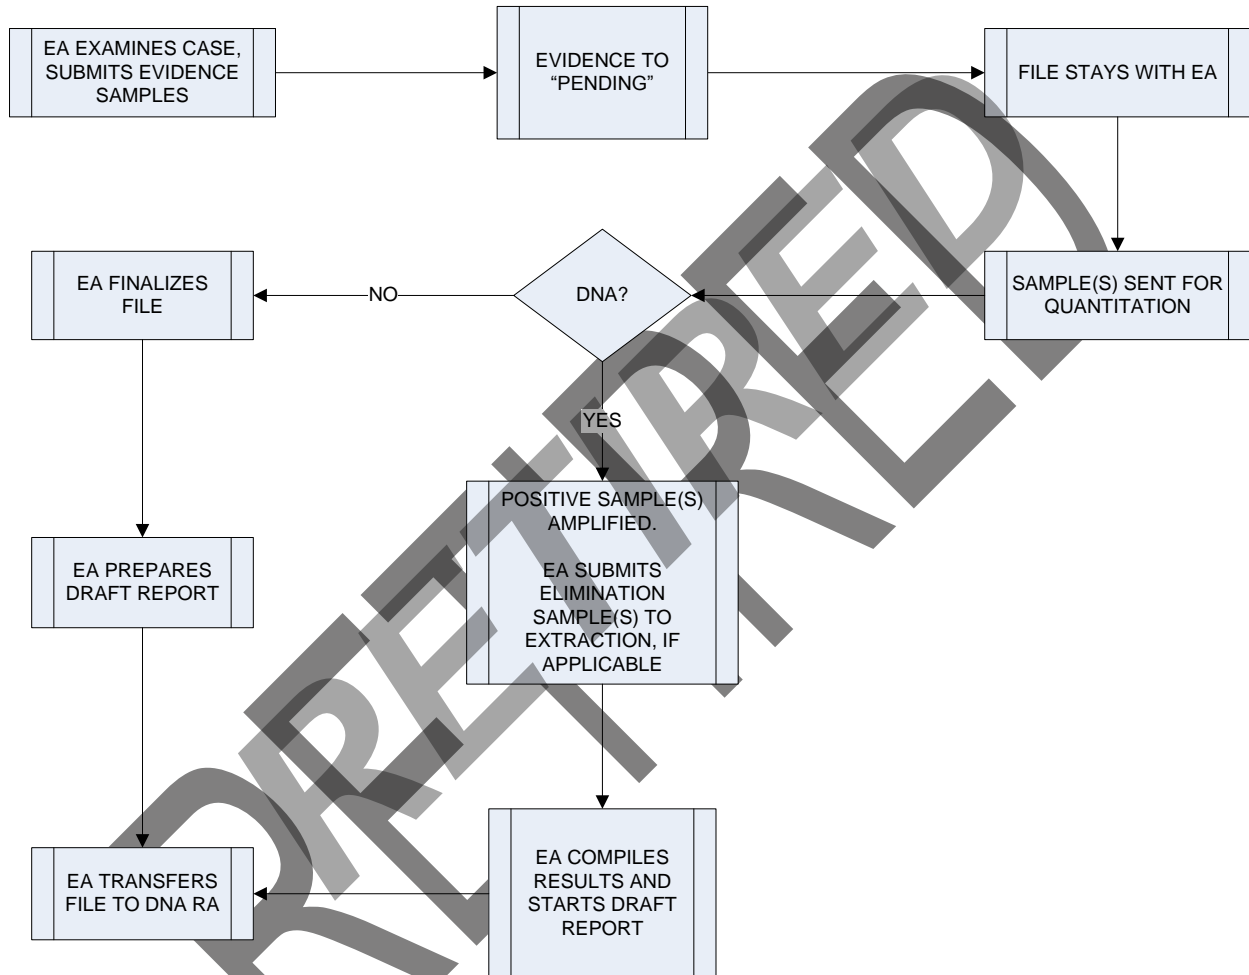 EA EXAMINES CASE,
SUBMITS EVIDENCE
SAMPLES
EVIDENCE TO
“PENDING”
FILE STAYS WITH EA
EA FINALIZES
FILE
NO
DNA?
SAMPLE(S) SENT FOR
QUANTITATION
YES
POSITIVE SAMPLE(S)
AMPLIFIED.
EA SUBMITS
ELIMINATION
SAMPLE(S) TO
EXTRACTION, IF
APPLICABLE
EA PREPARES
DRAFT REPORT
EA TRANSFERS
FILE TO DNA RA
EA COMPILES
RESULTS AND
STARTS DRAFT
REPORT
RETIRED
RETIRED